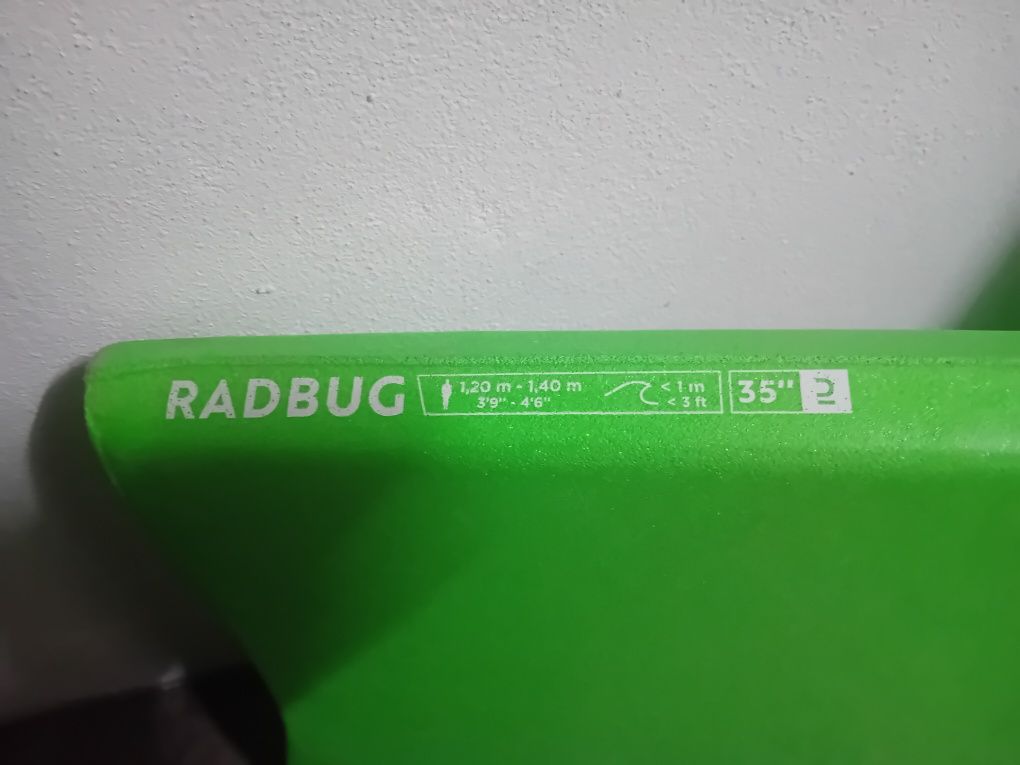 RADBUG
1,20 m - 1,40 m
3'9" - 4'6"
< 1 m
< 3 ft
35"